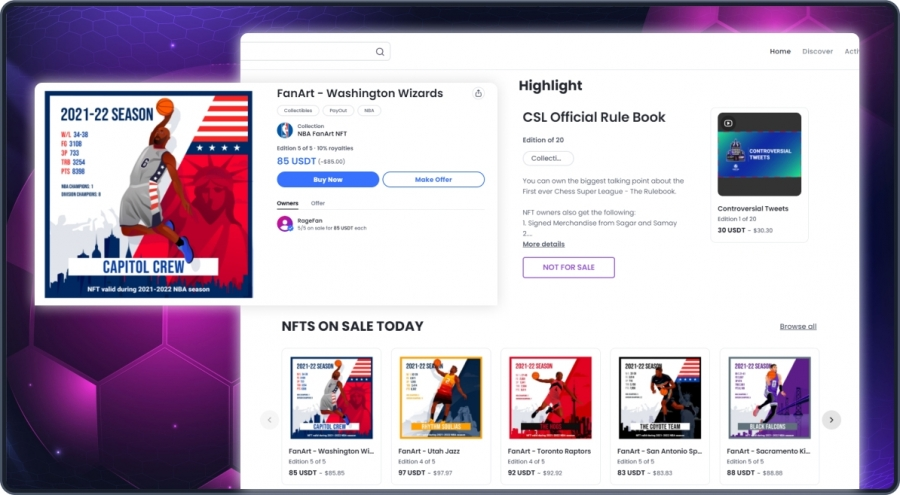 Home
Discover
FanArt - Washington Wizards
Collectibles
PayOut
NBA
Collection
NBA FanArt NFT
Edition 5 of 5 · 10% royalties
85 USDT (~$85.00)
Buy Now
Make Offer
Owners
Offer
RageFan
5/5 on sale for 85 USDT each
2021-22 SEASON
W/L 34-38
FG 3108
3P 733
TRB 3254
PTS 8398
NBA CHAMPIONS. 1
DIVISION CHAMPIONS. 8
CAPITOL CREW
NFT valid during 2021-2022 NBA season
Highlight
CSL Official Rule Book
Edition of 20
Collecti...
You can own the biggest talking point about the
First ever Chess Super League - The Rulebook.
NFT owners also get the following:
1. Signed Merchandise from Sagar and Samay
2...
More details
NOT FOR SALE
CONTROVERSIAL
TWEETS
Controversial Tweets
Edition 1 of 20
30 USDT ~ $30.30
NFTS ON SALE TODAY
Browse all
2021-22 SEASON
CAPITOL CREW
FanArt - Washington Wi...
Edition 5 of 5
85 USDT ~ $85.85
2021-22 SEASON
FanArt - Utah Jazz
Edition 4 of 5
97 USDT ~ $97.97
2021-22 SEASON
FanArt - Toronto Raptors
Edition 5 of 5
92 USDT ~ $92.92
2021-22 SEASON
THE COYOTE TEAM
FanArt - San Antonio Sp...
Edition 4 of 5
83 USDT ~ $83.83
2021-22 SEASON
BLACK FALCONS
FanArt - Sacramento Ki...
Edition 5 of 5
88 USDT ~ $88.88